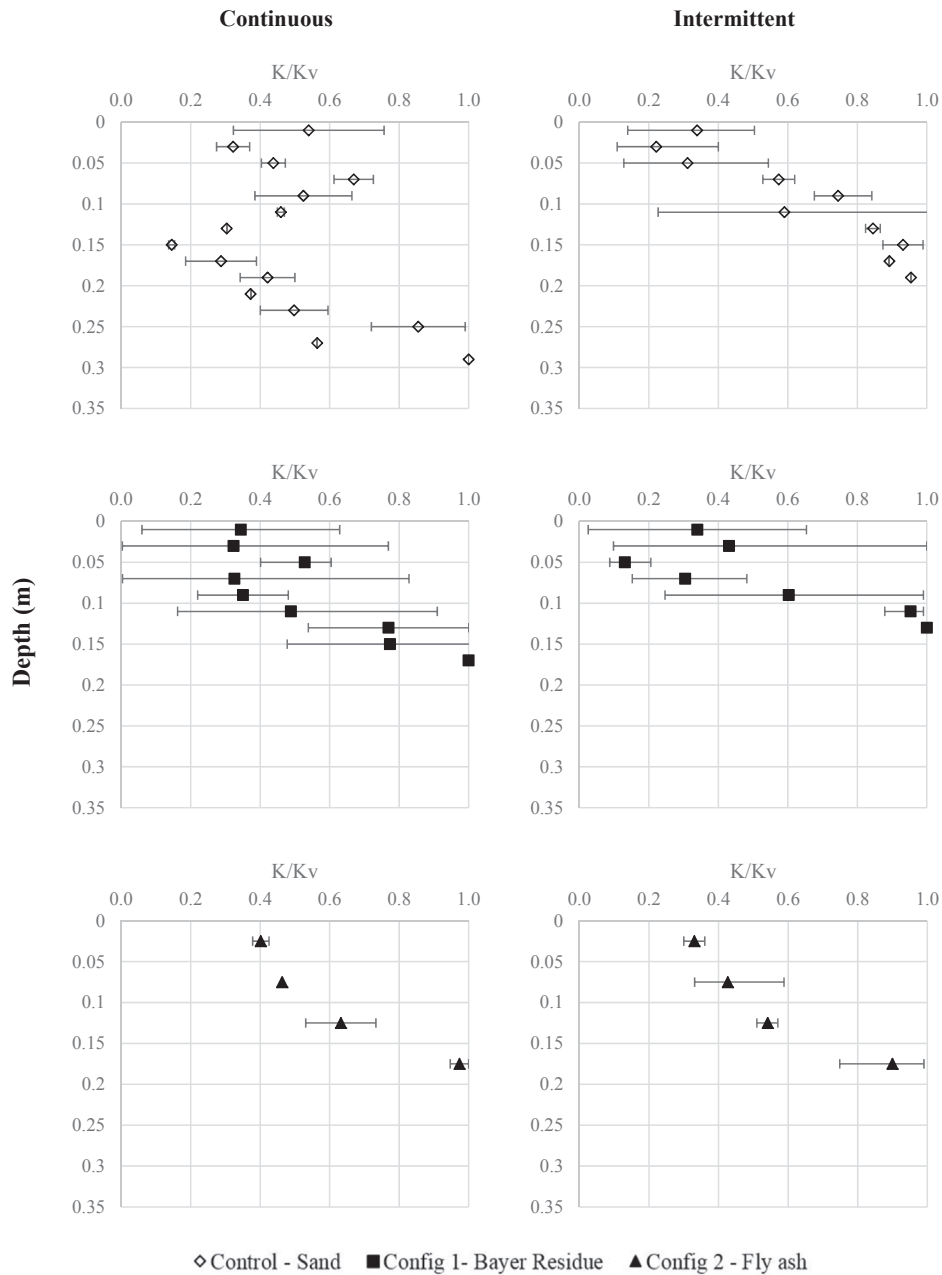 Continuous Intermittent
K/Kv K/Kv
0.0 0.2 0.4 0.6 0.8 1.0 0.0 0.2 0.4 0.6 0.8 1.0
0 0
0.05 0.05
0.1 0.1
0.15 0.15
0.2 0.2
0.25 0.25
0.3 0.3
0.35 0.35
K/Kv K/Kv
0.0 0.2 0.4 0.6 0.8 1.0 0.0 0.2 0.4 0.6 0.8 1.0
0 0
0.05 0.05
0.1 0.1
0.15 0.15
Depth (m)
0.2 0.2
0.25 0.25
0.3 0.3
0.35 0.35
K/Kv K/Kv
0.0 0.2 0.4 0.6 0.8 1.0 0.0 0.2 0.4 0.6 0.8 1.0
0 0
0.05 0.05
0.1 0.1
0.15 0.15
0.2 0.2
0.25 0.25
0.3 0.3
0.35 0.35
Control - Sand Config 1- Bayer Residue Config 2 - Fly ash